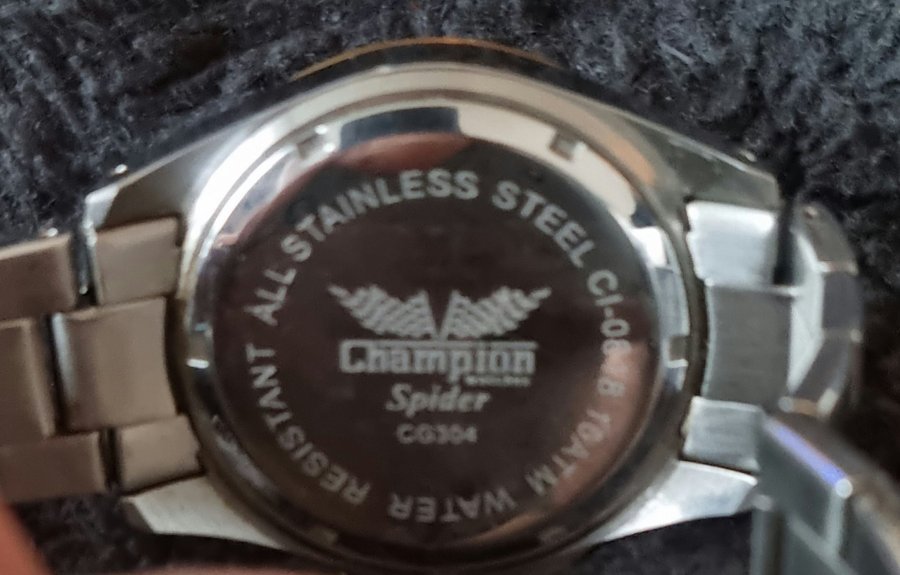 ALL STAINLESS STEEL 10ATM WATER RESISTANT
Champion
Spider
CG304